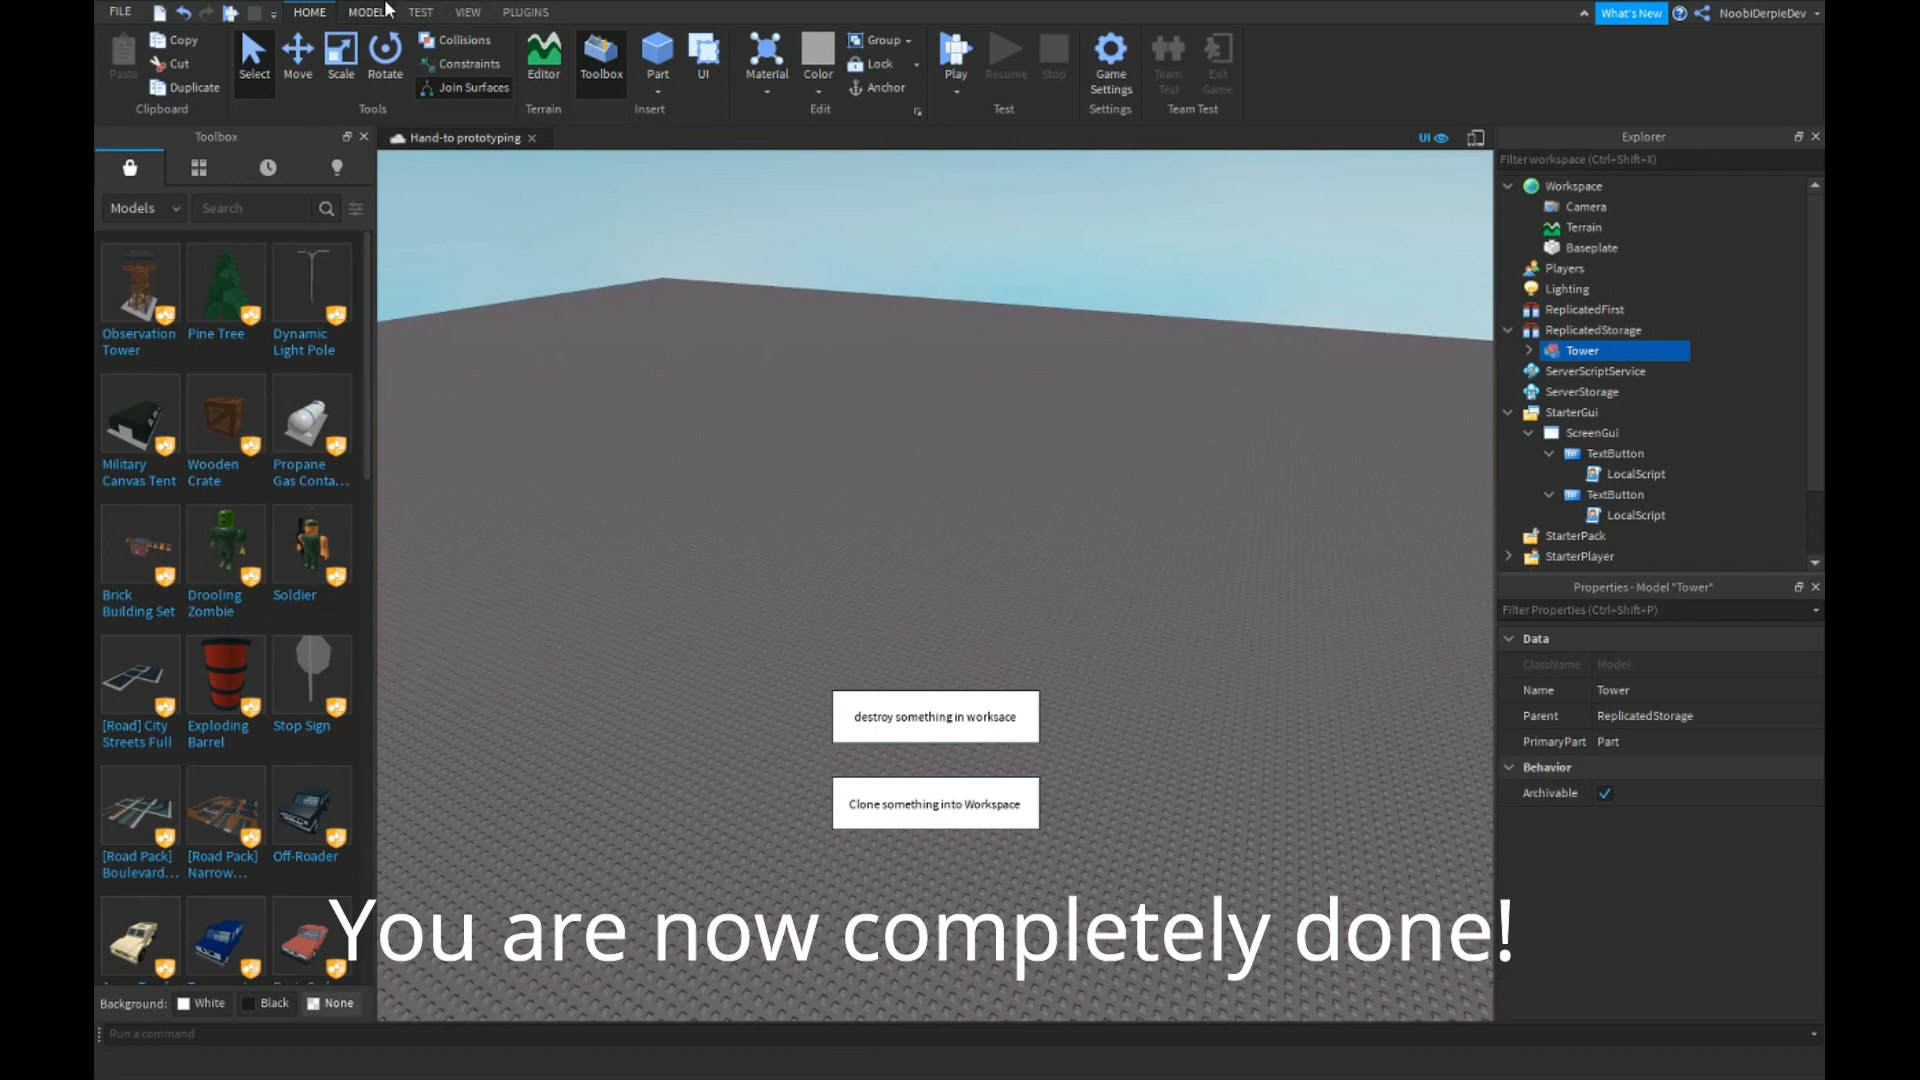 FILE HOME MODEL TEST VIEW PLUGINS
What's New NoobiDerpieDev
Paste Copy Cut Duplicate
Clipboard
Select Move Scale Rotate
Collisions
Constraints
Join Surfaces
Tools
Editor
Terrain
Toolbox Part UI
Insert
Material Color
Group
Lock
Anchor
Edit
Play Resume Stop
Test
Game Settings
Settings
Team Test Exit Game
Team Test
Toolbox
Models Search
Observation Tower
Pine Tree
Dynamic Light Pole
Military Canvas Tent
Wooden Crate
Propane Gas Conta...
Brick Building Set
Drooling Zombie
Soldier
[Road] City Streets Full
Exploding Barrel
Stop Sign
[Road Pack] Boulevard...
[Road Pack] Narrow...
Off-Roader
Background: White Black None
Run a command
Hand-to prototyping
UI
destroy something in worksace
Clone something into Workspace
You are now completely done!
Explorer
Filter workspace (Ctrl+Shift+X)
Workspace
Camera
Terrain
Baseplate
Players
Lighting
ReplicatedFirst
ReplicatedStorage
Tower
ServerScriptService
ServerStorage
StarterGui
ScreenGui
TextButton
LocalScript
TextButton
LocalScript
StarterPack
StarterPlayer
Properties - Model "Tower"
Filter Properties (Ctrl+Shift+P)
Data
ClassName Model
Name Tower
Parent ReplicatedStorage
PrimaryPart Part
Behavior
Archivable